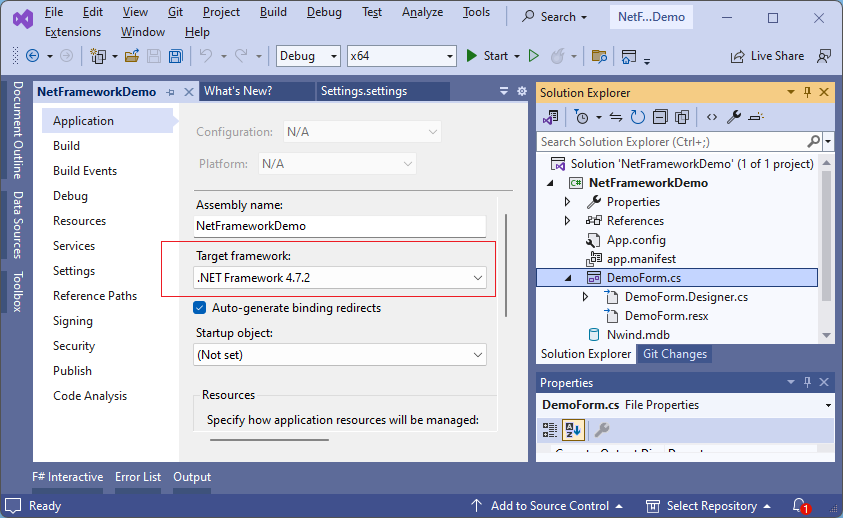 File Edit View Git Project Build Debug Test Analyze Tools Search NetF...Demo
Extensions Window Help
Debug x64 Start Live Share
Document Outline
Data Sources
Toolbox
NetFrameworkDemo What's New? Settings.settings
Application
Build
Build Events
Debug
Resources
Services
Settings
Reference Paths
Signing
Security
Publish
Code Analysis
Configuration: N/A
Platform: N/A
Assembly name:
NetFrameworkDemo
Target framework:
.NET Framework 4.7.2
Auto-generate binding redirects
Startup object:
(Not set)
Resources
Specify how application resources will be managed:
Solution Explorer
Search Solution Explorer (Ctrl+;)
Solution 'NetFrameworkDemo' (1 of 1 project)
C# NetFrameworkDemo
Properties
References
App.config
app.manifest
DemoForm.cs
DemoForm.Designer.cs
DemoForm.resx
Nwind.mdb
Solution Explorer Git Changes
Properties
DemoForm.cs File Properties
F# Interactive Error List Output
Ready Add to Source Control Select Repository 1